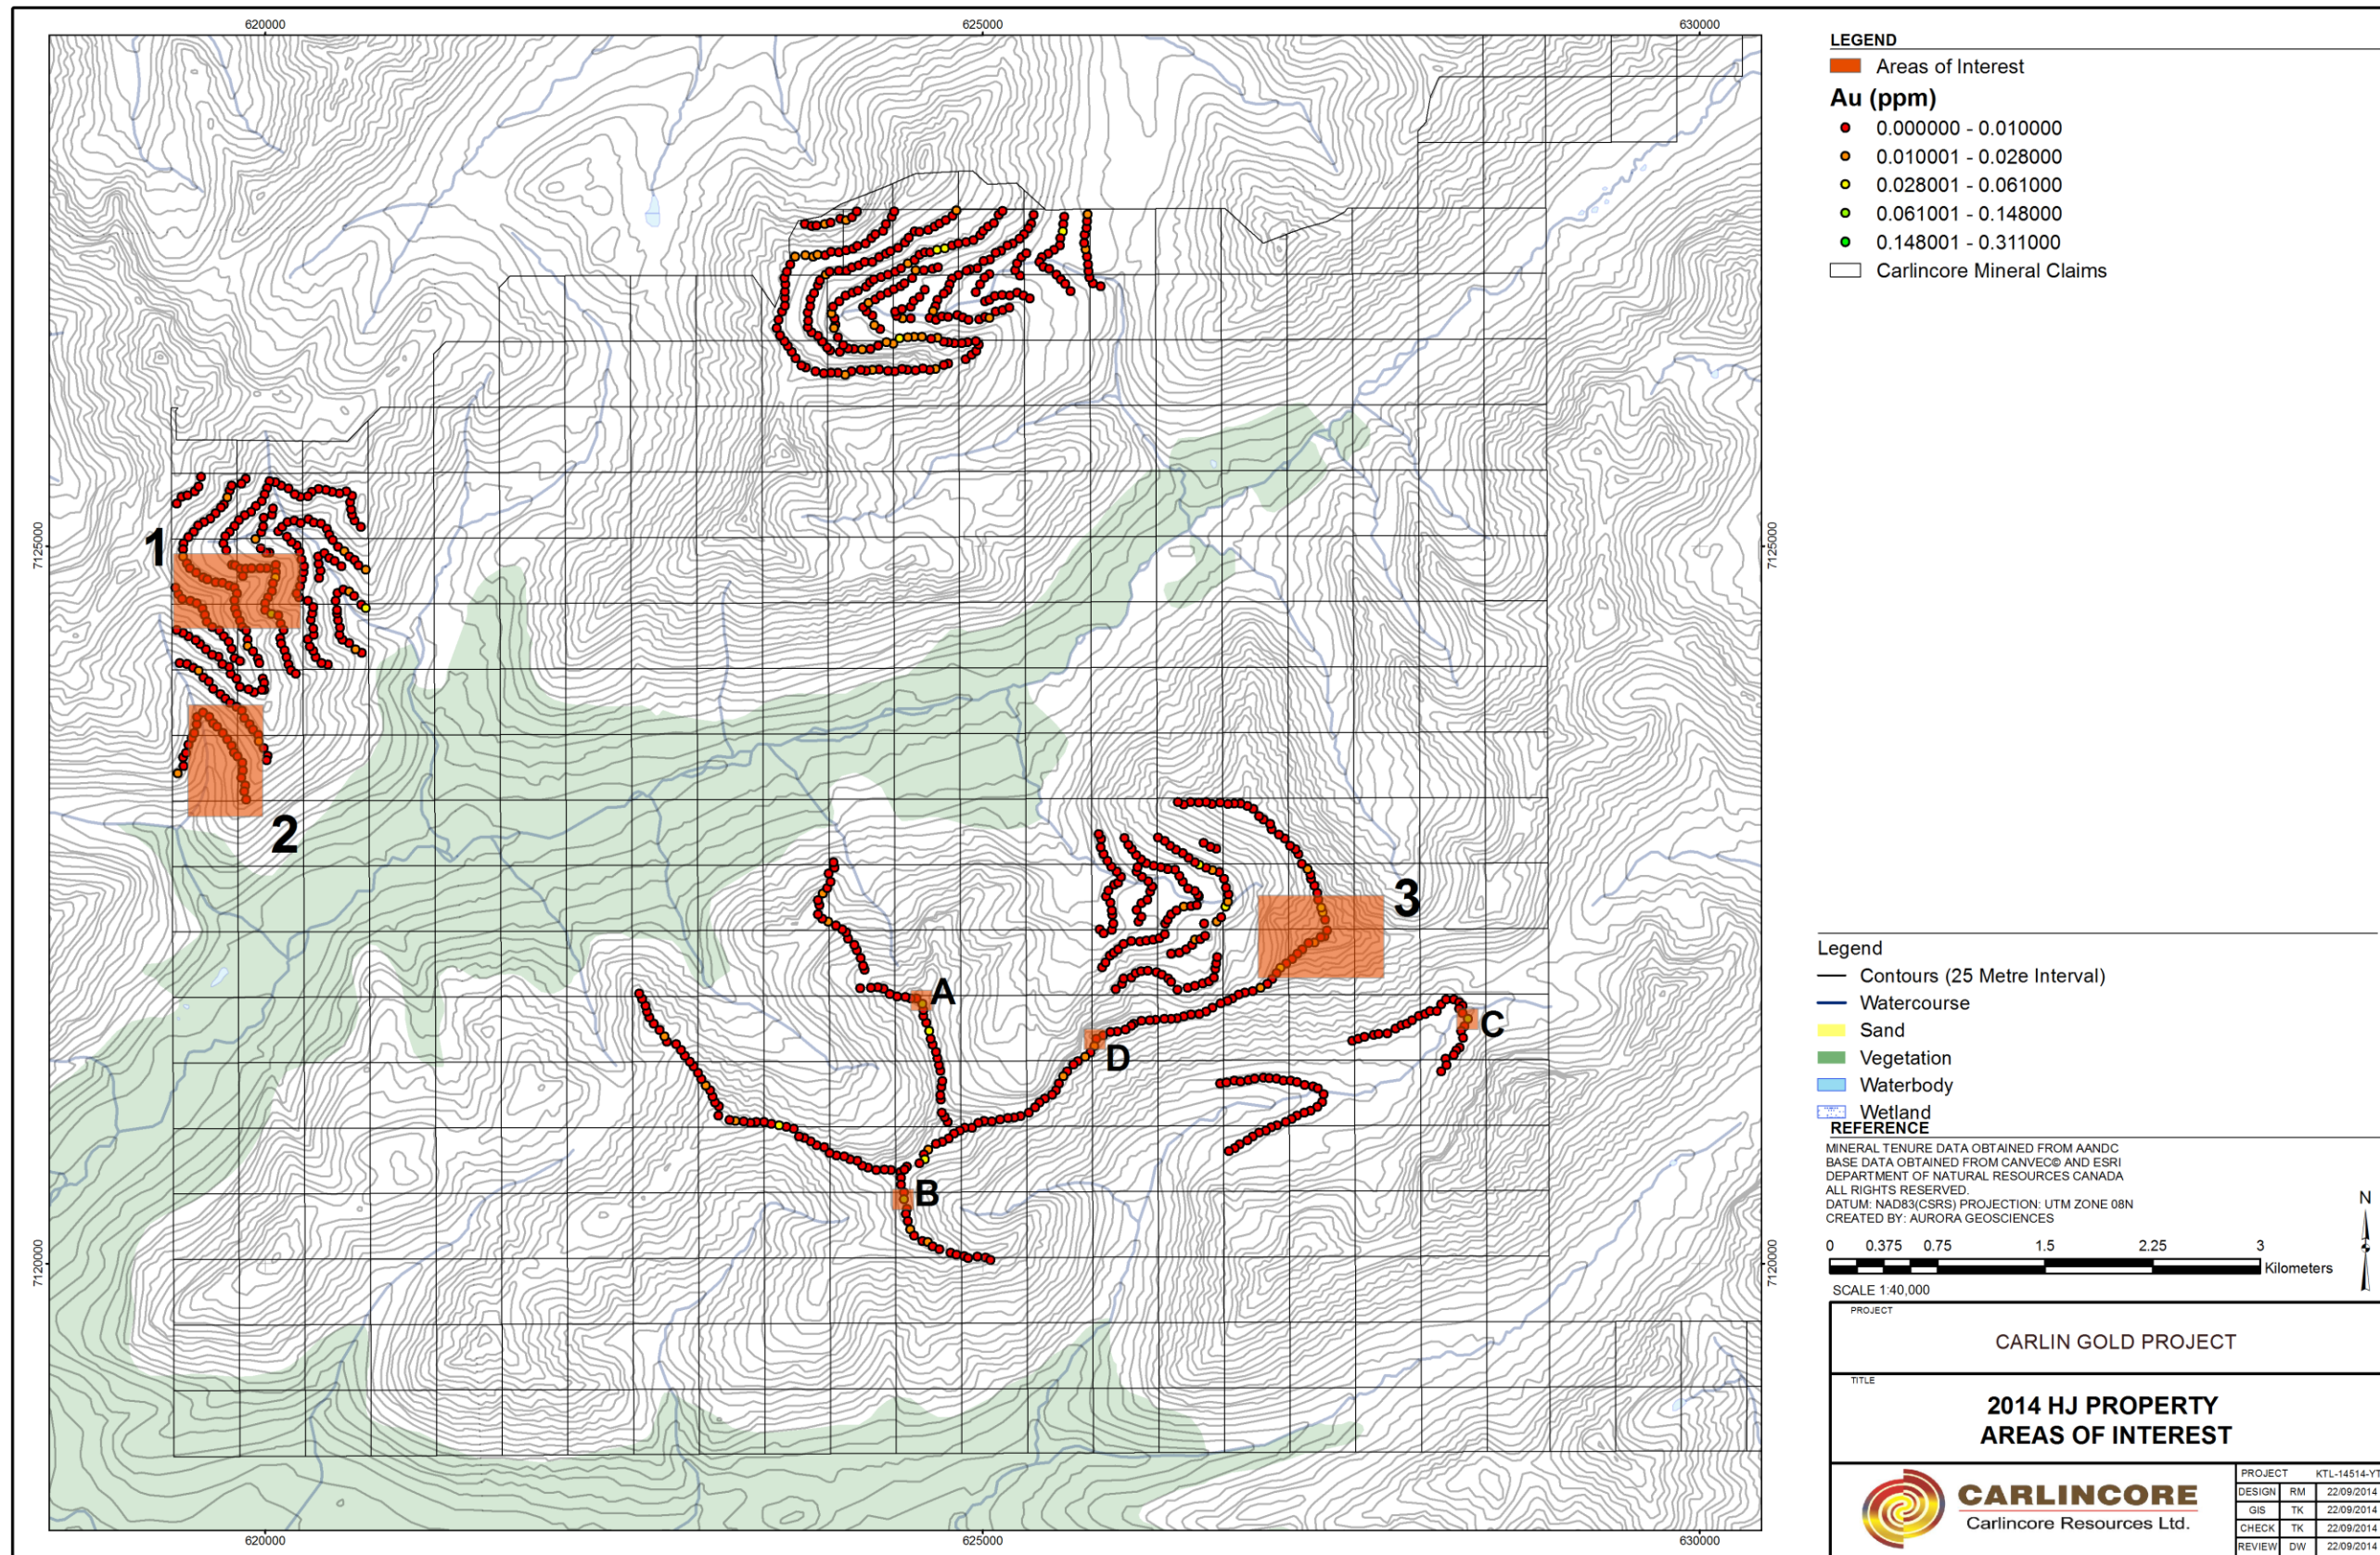 620000
625000
630000
7125000
7125000
7120000
7120000
1
2
3
A
B
C
D
620000
625000
630000
LEGEND
Areas of Interest
Au (ppm)
0.000000 - 0.010000
0.010001 - 0.028000
0.028001 - 0.061000
0.061001 - 0.148000
0.148001 - 0.311000
Carlincore Mineral Claims
Legend
Contours (25 Metre Interval)
Watercourse
Sand
Vegetation
Waterbody
Wetland
REFERENCE
MINERAL TENURE DATA OBTAINED FROM AANDC
BASE DATA OBTAINED FROM CANVEC© AND ESRI
DEPARTMENT OF NATURAL RESOURCES CANADA
ALL RIGHTS RESERVED.
DATUM: NAD83(CSRS) PROJECTION: UTM ZONE 08N
CREATED BY: AURORA GEOSCIENCES
N
0 0.375 0.75 1.5 2.25 3
Kilometers
SCALE 1:40,000
PROJECT
CARLIN GOLD PROJECT
TITLE
2014 HJ PROPERTY
AREAS OF INTEREST
CARLINCORE
Carlincore Resources Ltd.
PROJECT KTL-14514-YT
DESIGN RM 22/09/2014
GIS TK 22/09/2014
CHECK TK 22/09/2014
REVIEW DW 22/09/2014